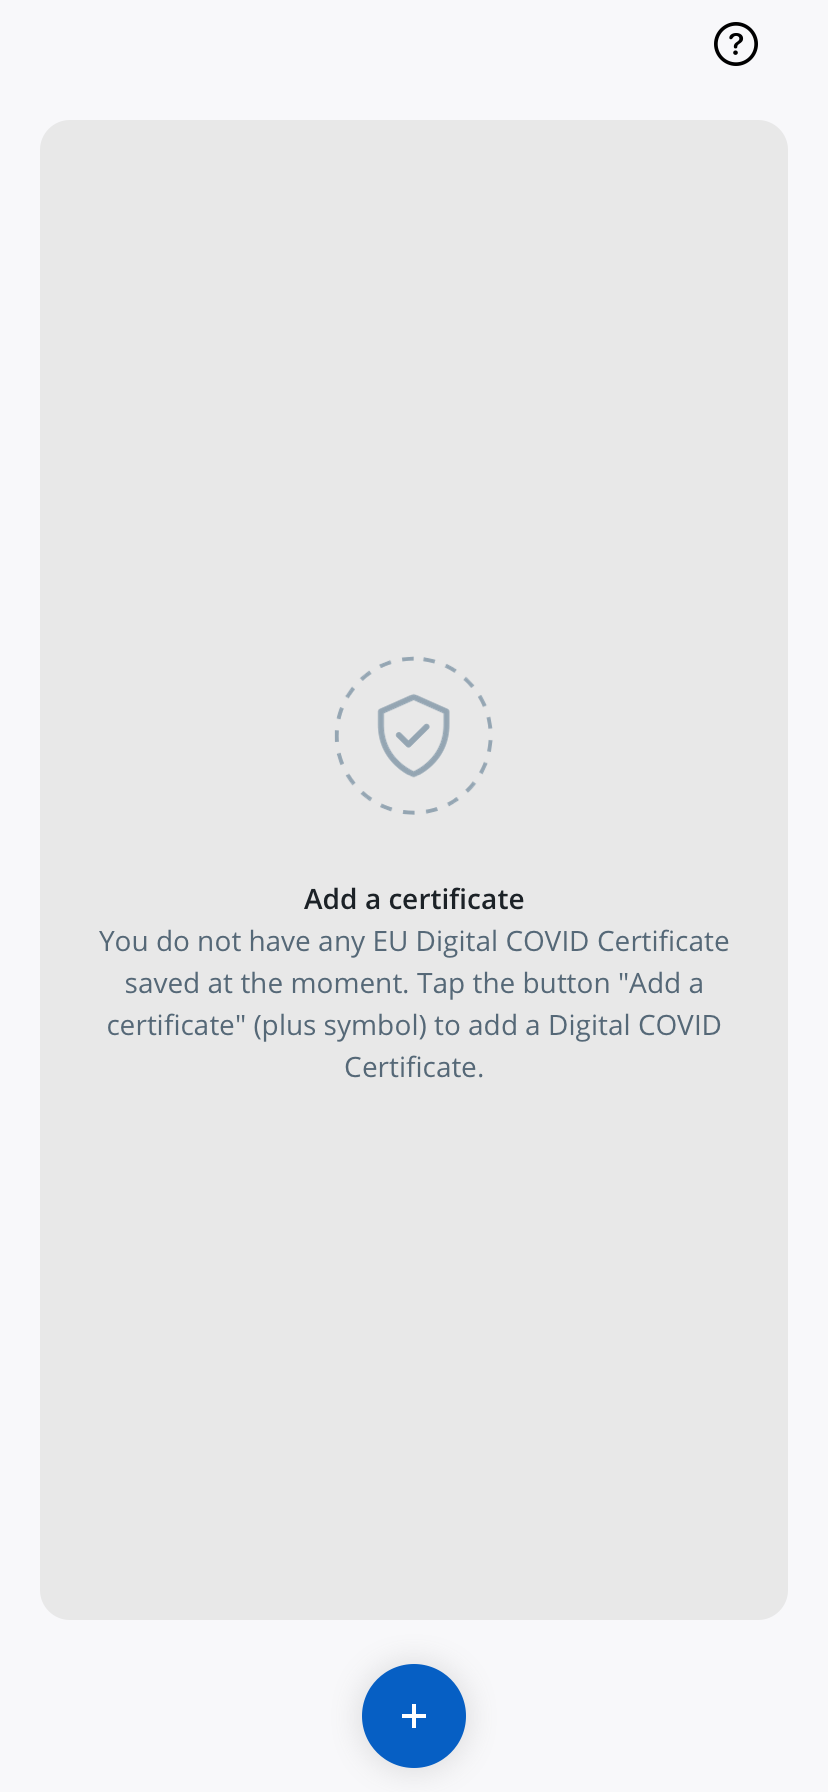 Add a certificate
You do not have any EU Digital COVID Certificate
saved at the moment. Tap the button "Add a
certificate" (plus symbol) to add a Digital COVID
Certificate.